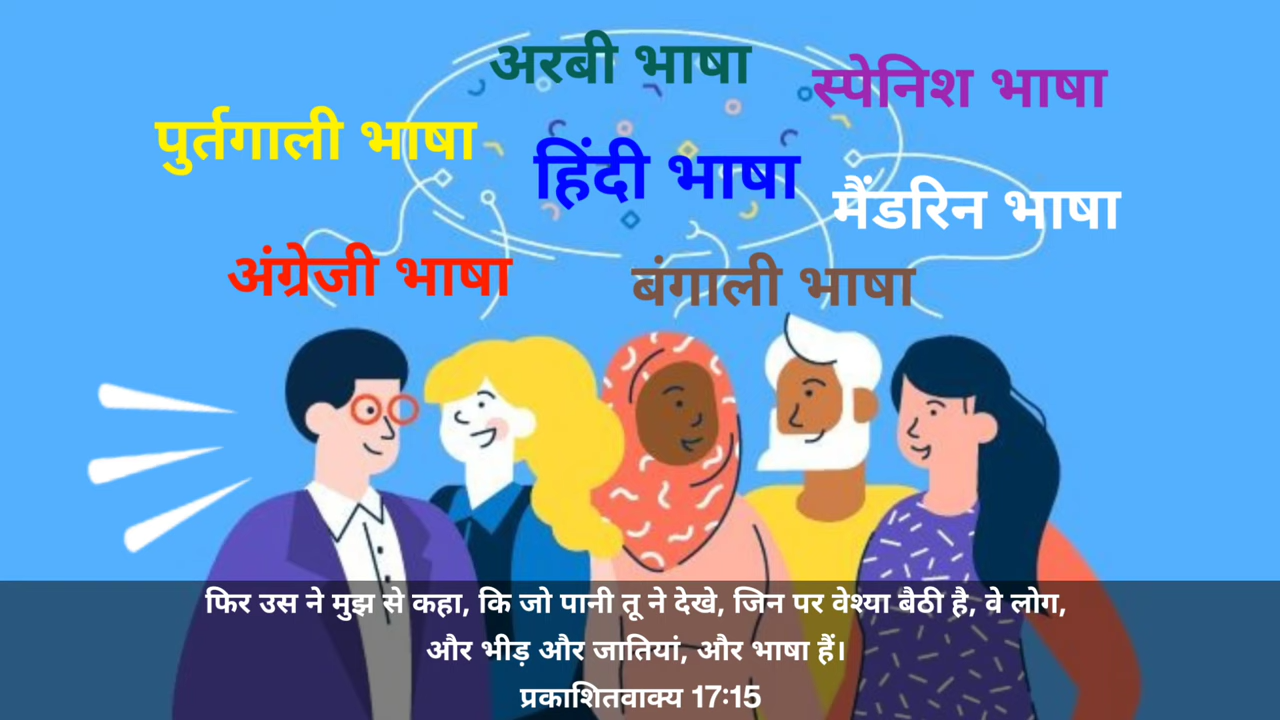 अरबी भाषा
स्पेनिश भाषा
पुर्तगाली भाषा
हिंदी भाषा
मैंडरिन भाषा
अंग्रेजी भाषा
बंगाली भाषा
फिर उस ने मुझ से कहा, कि जो पानी तू ने देखे, जिन पर वेश्या बैठी है, वे लोग,
और भीड़ और जातियां, और भाषा हैं।
प्रकाशितवाक्य 17:15